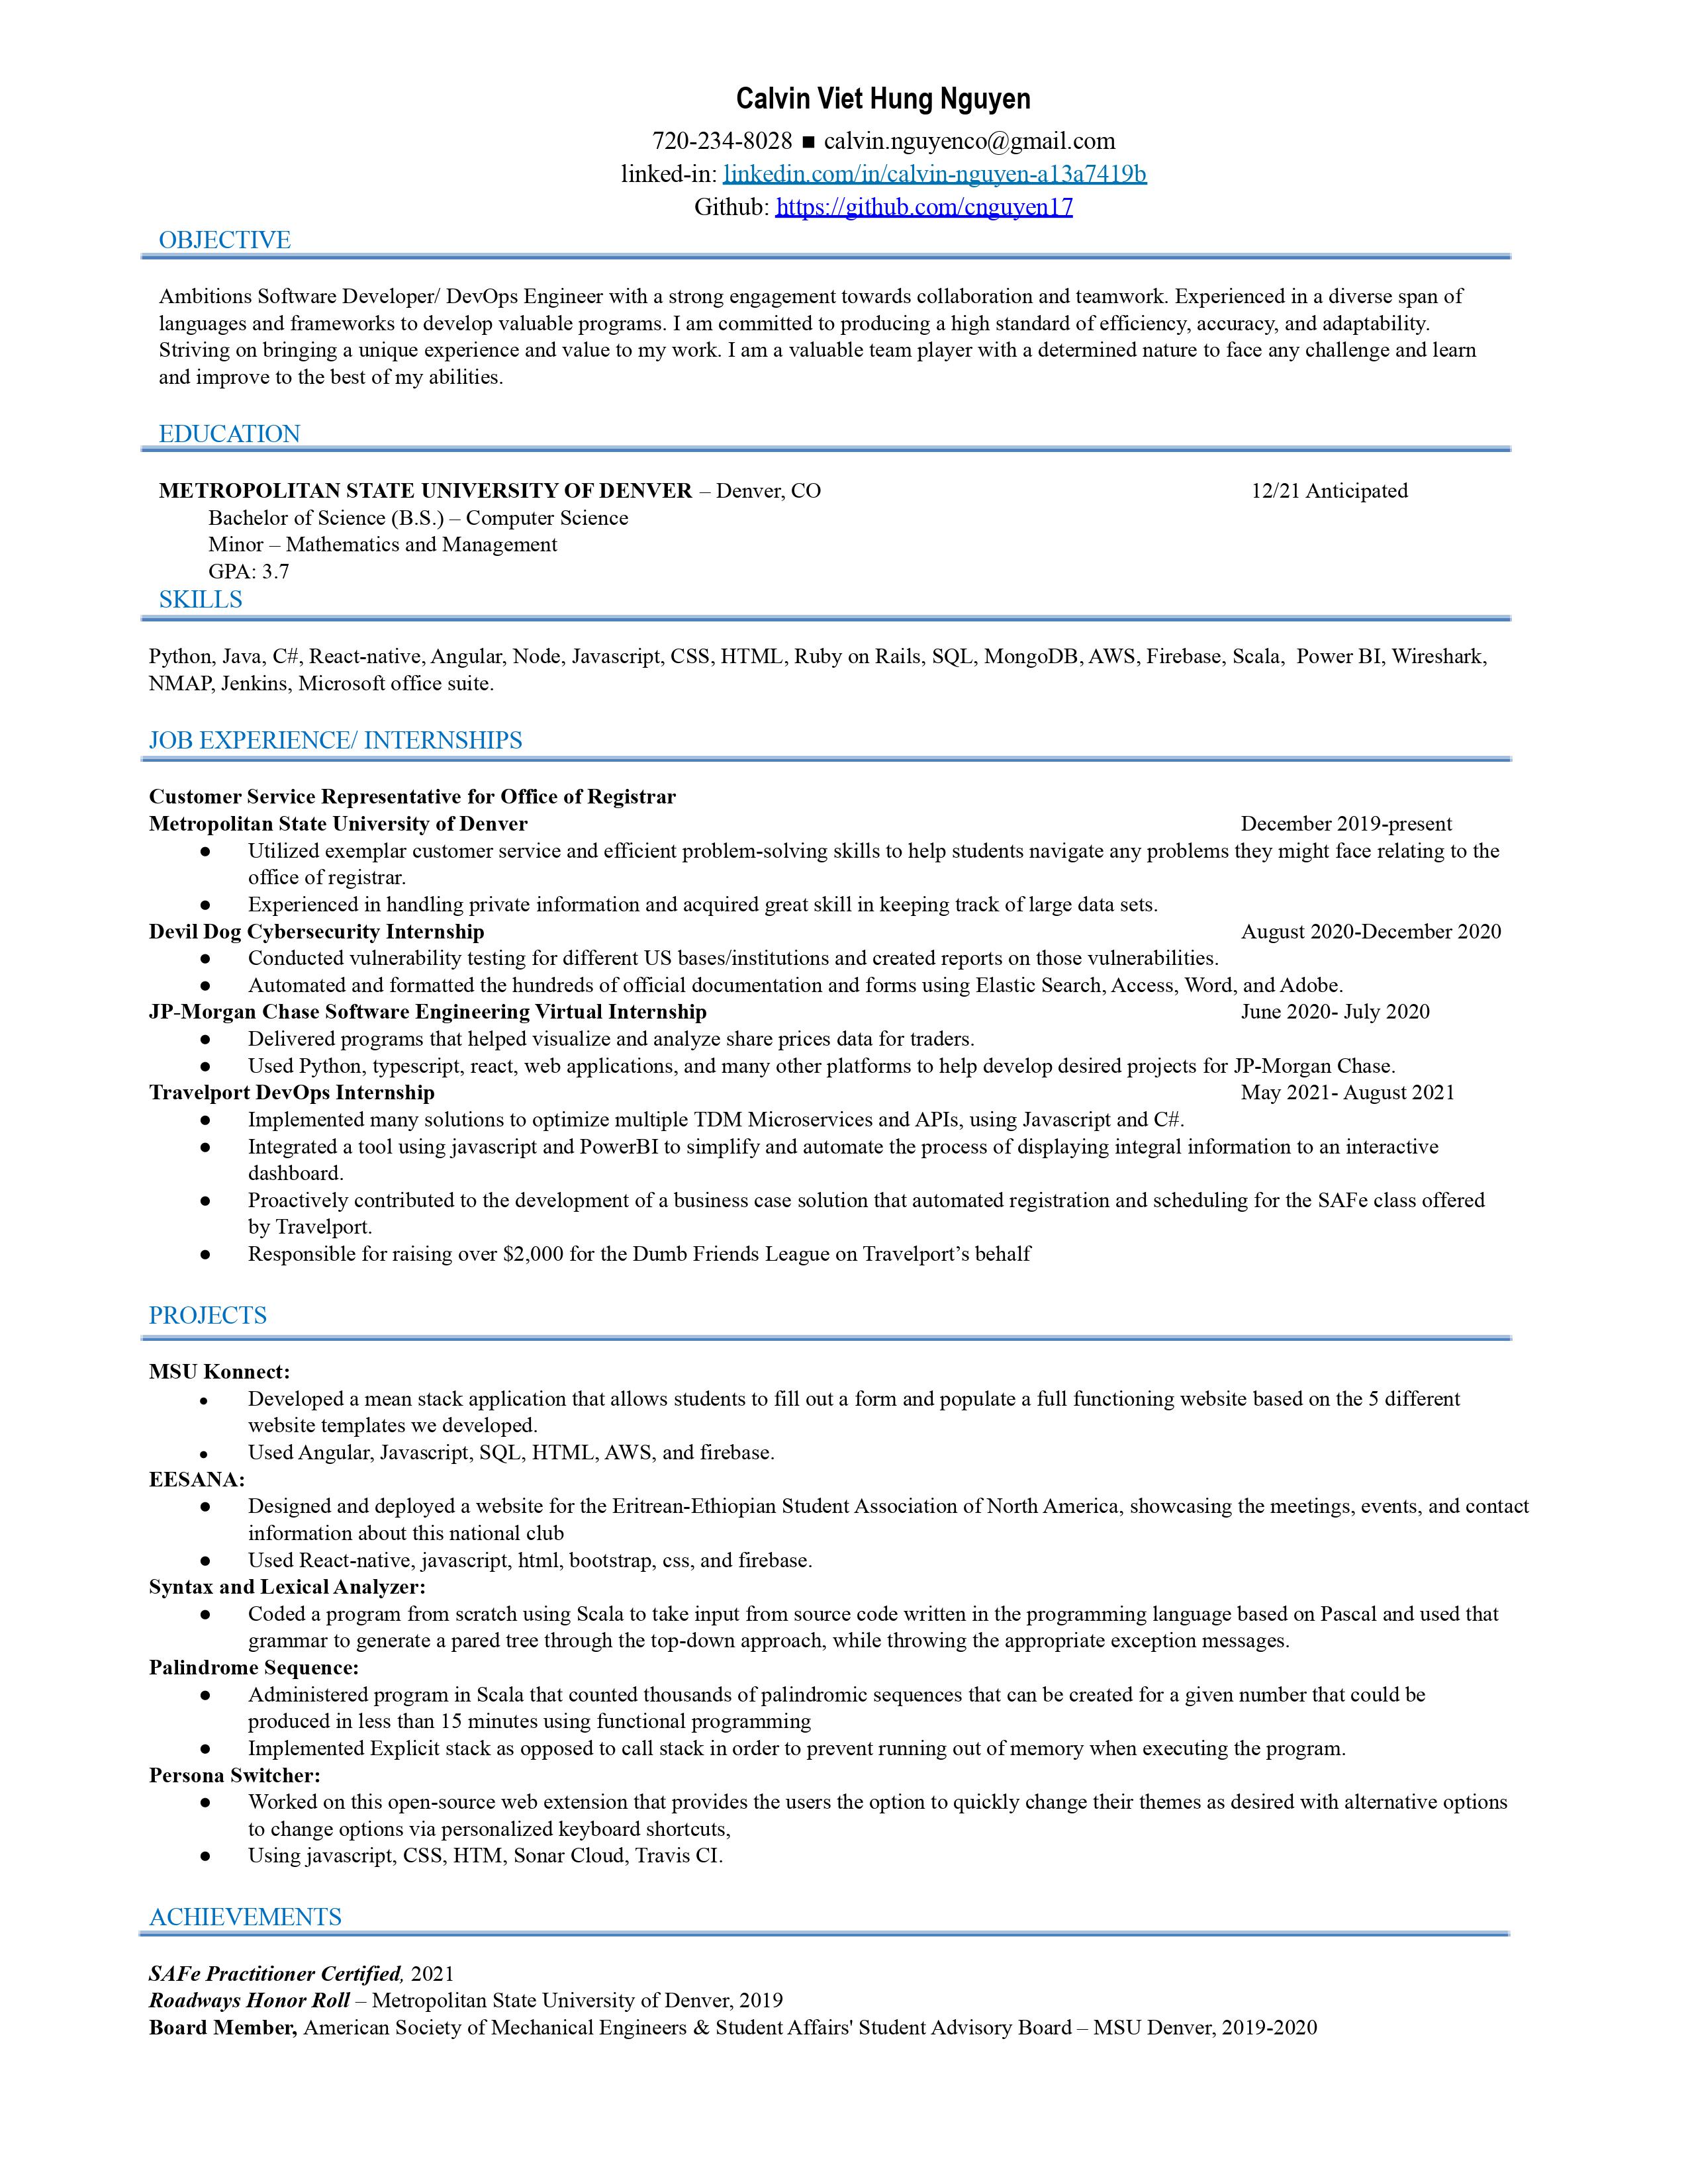 Calvin Viet Hung Nguyen
720-234-8028 ■ calvin.nguyenco@gmail.com
linked-in: linkedin.com/in/calvin-nguyen-a13a7419b
Github: https://github.com/cnguyen17
OBJECTIVE
Ambitions Software Developer/ DevOps Engineer with a strong engagement towards collaboration and teamwork. Experienced in a diverse span of
languages and frameworks to develop valuable programs. I am committed to producing a high standard of efficiency, accuracy, and adaptability.
Striving on bringing a unique experience and value to my work. I am a valuable team player with a determined nature to face any challenge and learn
and improve to the best of my abilities.
EDUCATION
METROPOLITAN STATE UNIVERSITY OF DENVER – Denver, CO 12/21 Anticipated
Bachelor of Science (B.S.) – Computer Science
Minor – Mathematics and Management
GPA: 3.7
SKILLS
Python, Java, C#, React-native, Angular, Node, Javascript, CSS, HTML, Ruby on Rails, SQL, MongoDB, AWS, Firebase, Scala, Power BI, Wireshark,
NMAP, Jenkins, Microsoft office suite.
JOB EXPERIENCE/ INTERNSHIPS
Customer Service Representative for Office of Registrar
Metropolitan State University of Denver December 2019-present
● Utilized exemplar customer service and efficient problem-solving skills to help students navigate any problems they might face relating to the
office of registrar.
● Experienced in handling private information and acquired great skill in keeping track of large data sets.
Devil Dog Cybersecurity Internship August 2020-December 2020
● Conducted vulnerability testing for different US bases/institutions and created reports on those vulnerabilities.
● Automated and formatted the hundreds of official documentation and forms using Elastic Search, Access, Word, and Adobe.
JP-Morgan Chase Software Engineering Virtual Internship June 2020- July 2020
● Delivered programs that helped visualize and analyze share prices data for traders.
● Used Python, typescript, react, web applications, and many other platforms to help develop desired projects for JP-Morgan Chase.
Travelport DevOps Internship May 2021- August 2021
● Implemented many solutions to optimize multiple TDM Microservices and APIs, using Javascript and C#.
● Integrated a tool using javascript and PowerBI to simplify and automate the process of displaying integral information to an interactive
dashboard.
● Proactively contributed to the development of a business case solution that automated registration and scheduling for the SAFe class offered
by Travelport.
● Responsible for raising over $2,000 for the Dumb Friends League on Travelport’s behalf
PROJECTS
MSU Konnect:
● Developed a mean stack application that allows students to fill out a form and populate a full functioning website based on the 5 different
website templates we developed.
● Used Angular, Javascript, SQL, HTML, AWS, and firebase.
EESANA:
● Designed and deployed a website for the Eritrean-Ethiopian Student Association of North America, showcasing the meetings, events, and contact
information about this national club
● Used React-native, javascript, html, bootstrap, css, and firebase.
Syntax and Lexical Analyzer:
● Coded a program from scratch using Scala to take input from source code written in the programming language based on Pascal and used that
grammar to generate a pared tree through the top-down approach, while throwing the appropriate exception messages.
Palindrome Sequence:
● Administered program in Scala that counted thousands of palindromic sequences that can be created for a given number that could be
produced in less than 15 minutes using functional programming
● Implemented Explicit stack as opposed to call stack in order to prevent running out of memory when executing the program.
Persona Switcher:
● Worked on this open-source web extension that provides the users the option to quickly change their themes as desired with alternative options
to change options via personalized keyboard shortcuts,
● Using javascript, CSS, HTM, Sonar Cloud, Travis CI.
ACHIEVEMENTS
SAFe Practitioner Certified, 2021
Roadways Honor Roll – Metropolitan State University of Denver, 2019
Board Member, American Society of Mechanical Engineers & Student Affairs' Student Advisory Board – MSU Denver, 2019-2020